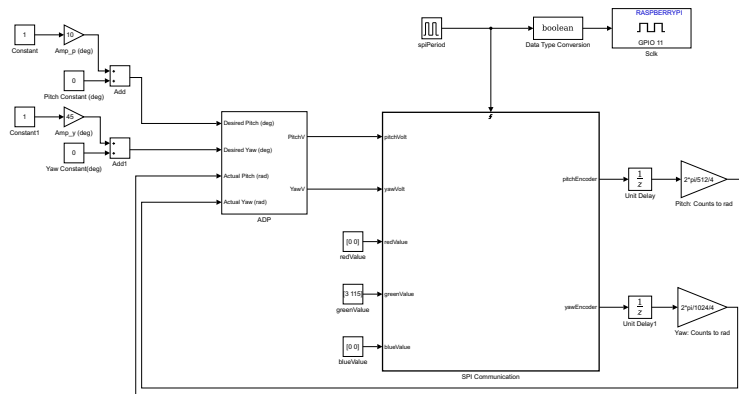 RASPBERRYPI
1
10
boolean
GPIO 11
Constant
Amp_p (deg)
spiPeriod
Data Type Conversion
Sclk
+
+
0
Add
Pitch Constant (deg)
1
45
Constant1
Amp_y (deg)
+
+
0
Add1
Yaw Constant(deg)
Desired Pitch (deg)
PitchV
Desired Yaw (deg)
Actual Pitch (rad)
YawV
Actual Yaw (rad)
ADP
pitchVolt
yawVolt
pitchEncoder
1
z
2*pi/512/4
Unit Delay
Pitch: Counts to rad
[0 0]
redValue
redValue
[3 115]
greenValue
greenValue
yawEncoder
1
z
2*pi/1024/4
Unit Delay1
Yaw: Counts to rad
[0 0]
blueValue
blueValue
SPI Communication